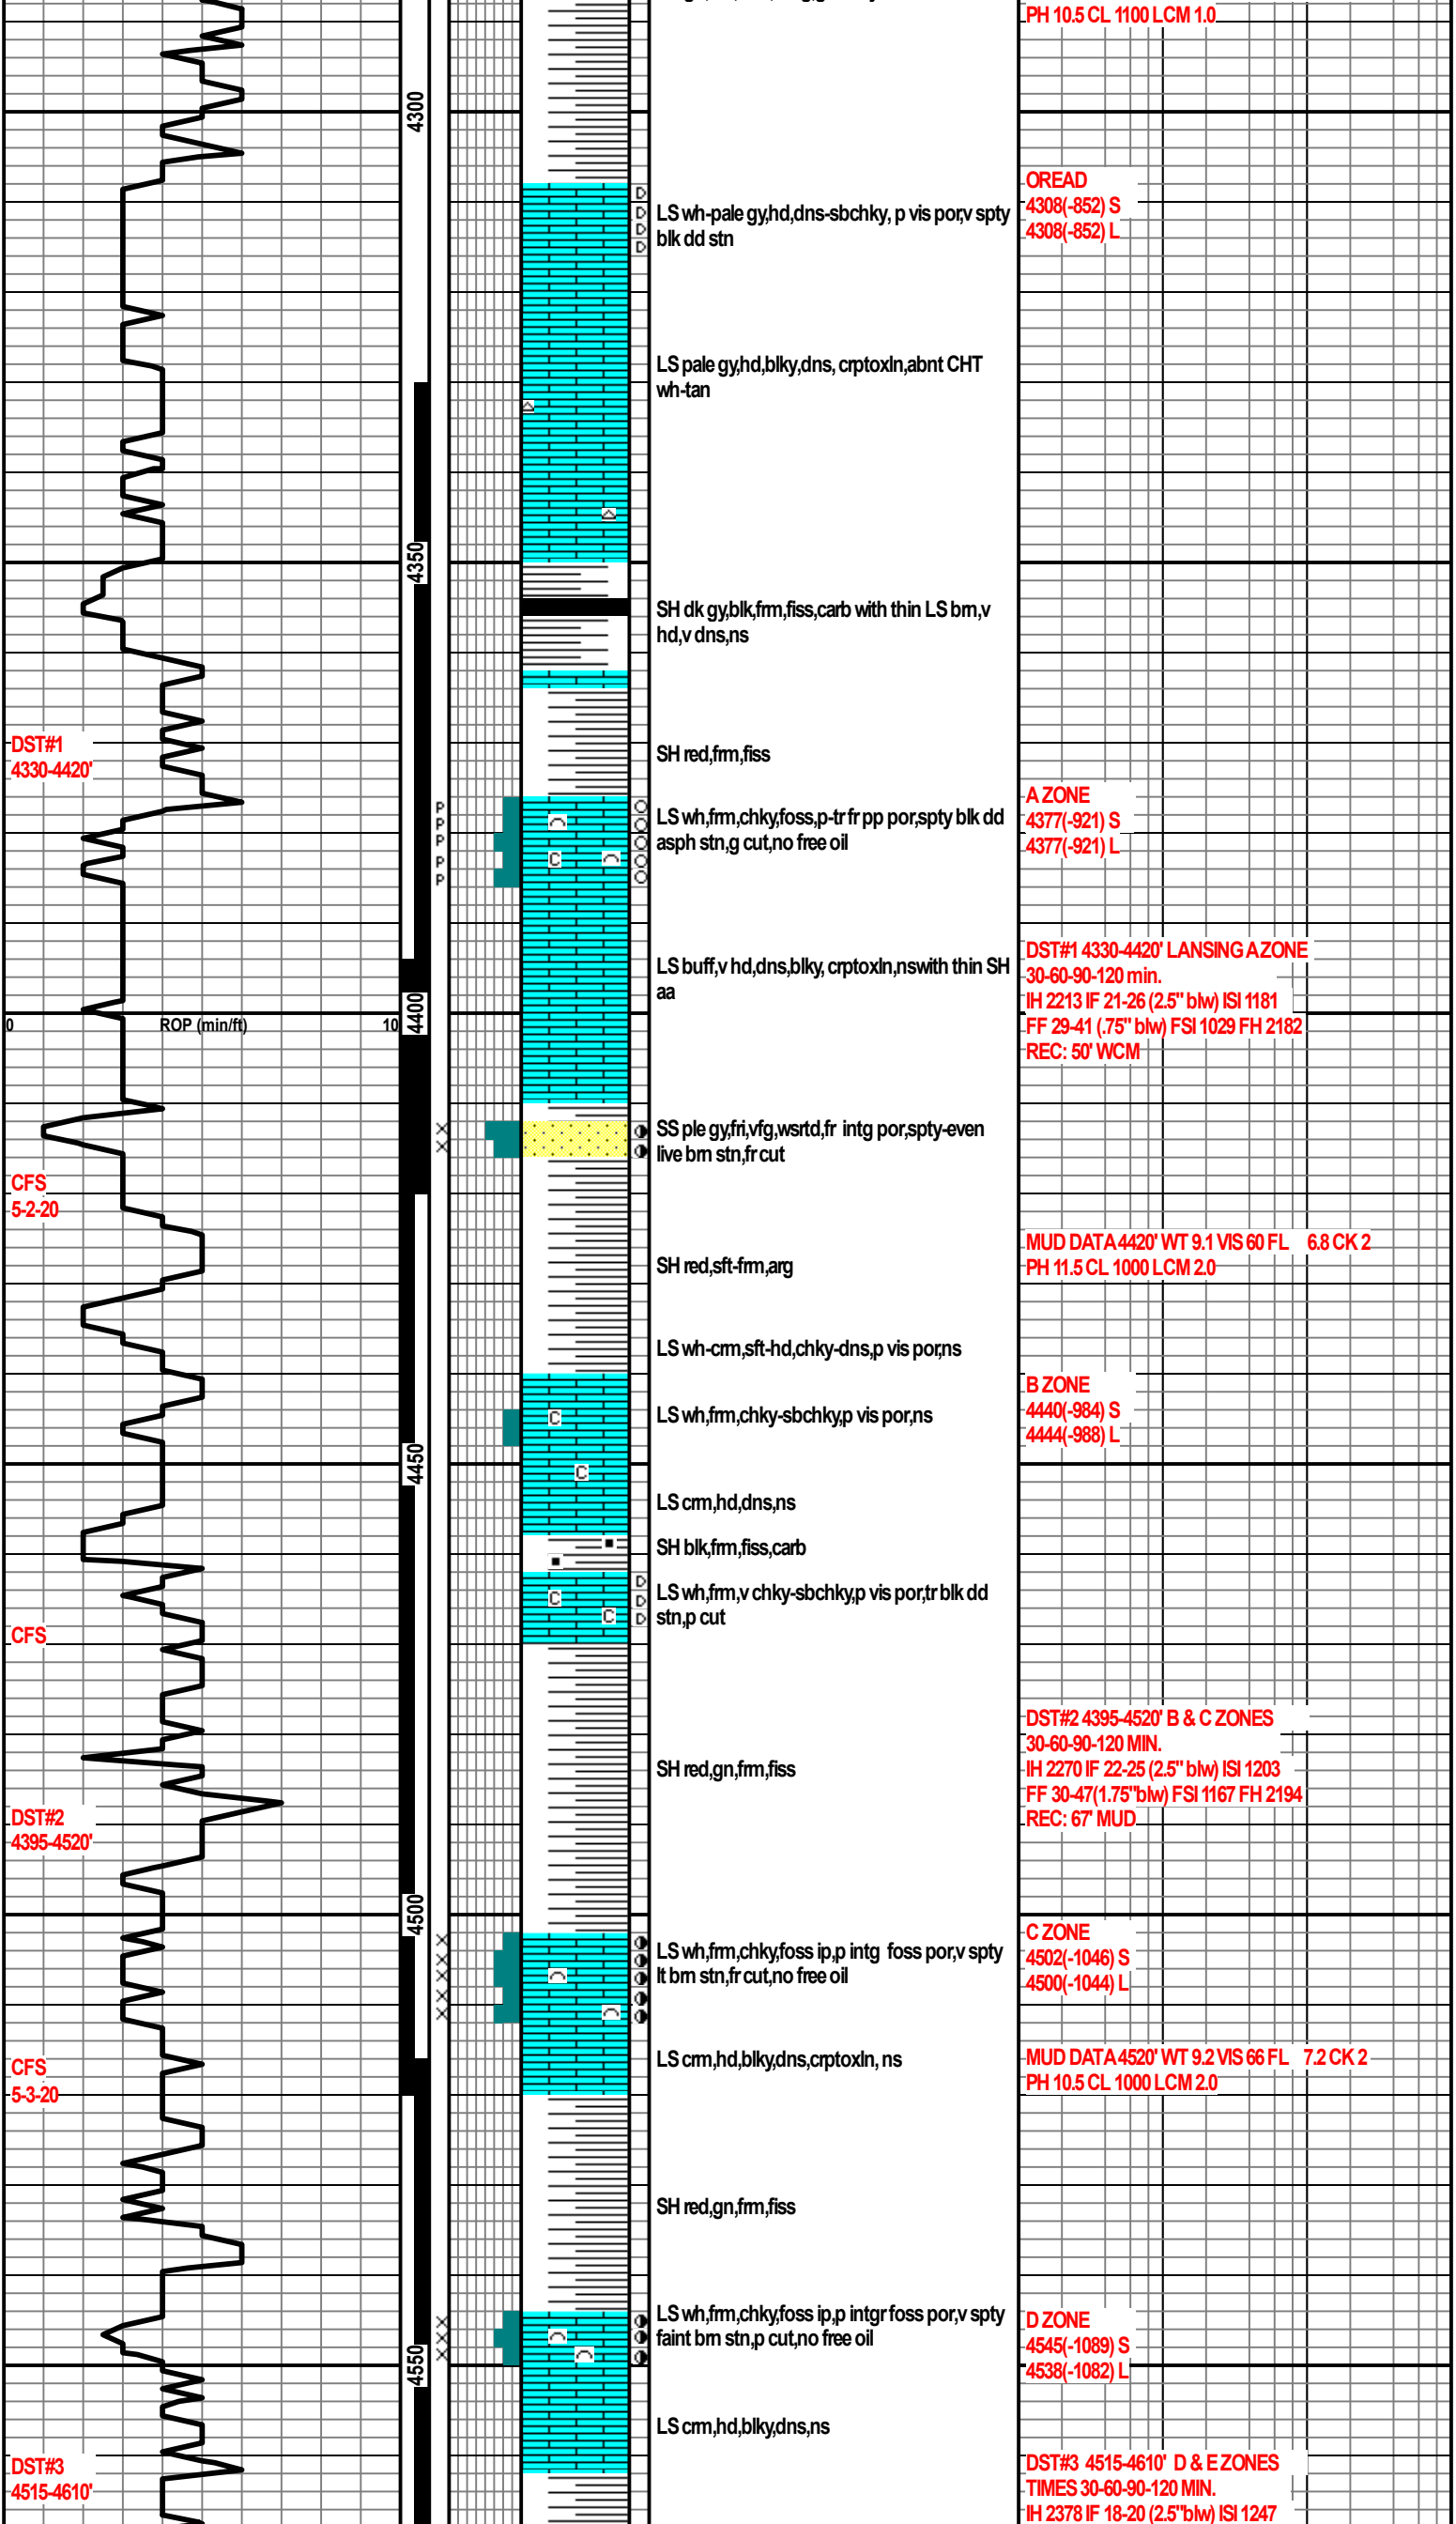 PH 10.5 CL 1100 LCM 1.0
4300
OREAD
4308(-852) S
4308(-852) L
LS wh-pale gy,hd,dns-sbchky, p vis por,v spty
blk dd stn
D
D
D
D
LS pale gy,hd,blky,dns, crptoxln,abnt CHT
wh-tan
4350
SH dk gy,blk,frm,fiss,carb with thin LS brn,v
hd,v dns,ns
DST#1
4330-4420'
SH red,frm,fiss
A ZONE
4377(-921) S
4377(-921) L
P
P
P
P
P
C
LS wh,frm,chky,foss,p-tr fr pp por,spty blk dd
asph stn,g cut,no free oil
DST#1 4330-4420' LANSING A ZONE
30-60-90-120 min.
IH 2213 IF 21-26 (2.5" blw) ISI 1181
FF 29-41 (.75" blw) FSI 1029 FH 2182
REC: 50' WCM
LS buff,v hd,dns,blky, crptoxln,nswith thin SH
aa
0 ROP (min/ft) 10
4400
SS ple gy,fri,vfg,wsrtd,fr intg por,spty-even
live brn stn,fr cut
CFS
5-2-20
MUD DATA 4420' WT 9.1 VIS 60 FL 6.8 CK 2
PH 11.5 CL 1000 LCM 2.0
SH red,sft-frm,arg
LS wh-crm,sft-hd,chky-dns,p vis por,ns
B ZONE
4440(-984) S
4444(-988) L
LS wh,frm,chky-sbchky,p vis por,ns
C
C
4450
LS crm,hd,dns,ns
SH blk,frm,fiss,carb
LS wh,frm,v chky-sbchky,p vis por,tr blk dd
stn,p cut
C
C
D
D
D
CFS
DST#2 4395-4520' B & C ZONES
30-60-90-120 MIN.
IH 2270 IF 22-25 (2.5" blw) ISI 1203
FF 30-47(1.75"blw) FSI 1167 FH 2194
REC: 67' MUD
SH red,gn,frm,fiss
DST#2
4395-4520'
4500
C ZONE
4502(-1046) S
4500(-1044) L
LS wh,frm,chky,foss ip,p intg foss por,v spty
lt brn stn,fr cut,no free oil
LS crm,hd,blky,dns,crptoxln, ns
MUD DATA 4520' WT 9.2 VIS 66 FL 7.2 CK 2
PH 10.5 CL 1000 LCM 2.0
CFS
5-3-20
SH red,gn,frm,fiss
LS wh,frm,chky,foss ip,p intgr foss por,v spty
faint brn stn,p cut,no free oil
D ZONE
4545(-1089) S
4538(-1082) L
4550
LS crm,hd,blky,dns,ns
DST#3
4515-4610'
DST#3 4515-4610' D & E ZONES
TIMES 30-60-90-120 MIN.
IH 2378 IF 18-20 (2.5"blw) ISI 1247